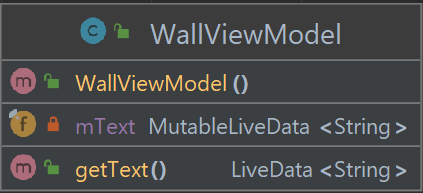 C WallViewModel
m WallViewModel ()
f mText MutableLiveData <String>
m getText() LiveData <String>